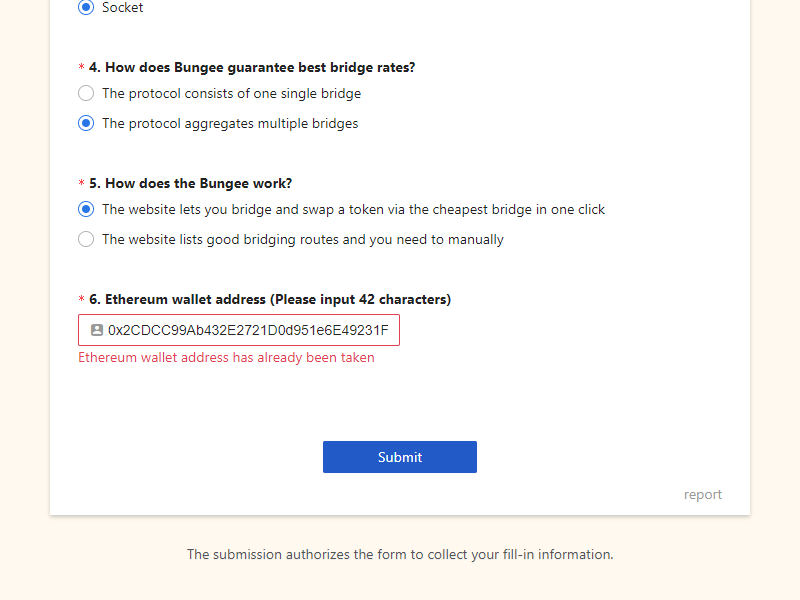 Socket
* 4. How does Bungee guarantee best bridge rates?
The protocol consists of one single bridge
The protocol aggregates multiple bridges
* 5. How does the Bungee work?
The website lets you bridge and swap a token via the cheapest bridge in one click
The website lists good bridging routes and you need to manually
* 6. Ethereum wallet address (Please input 42 characters)
0x2CDCC99Ab432E2721D0d951e6E49231F
Ethereum wallet address has already been taken
Submit
report
The submission authorizes the form to collect your fill-in information.